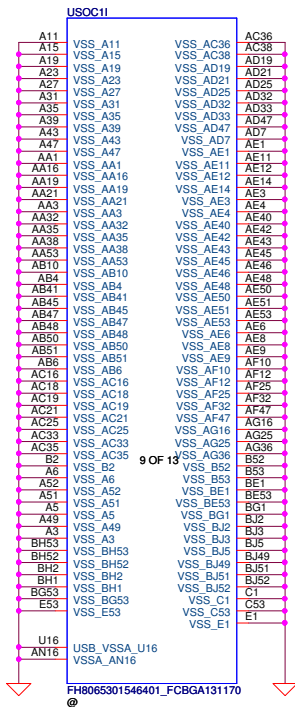 USOC1I
A11 VSS_A11 VSS_AC36 AC36
A15 VSS_A15 VSS_AC38 AC38
A19 VSS_A19 VSS_AD19 AD19
A23 VSS_A23 VSS_AD21 AD21
A27 VSS_A27 VSS_AD25 AD25
A31 VSS_A31 VSS_AD32 AD32
A35 VSS_A35 VSS_AD33 AD33
A39 VSS_A39 VSS_AD47 AD47
A43 VSS_A43 VSS_AD7 AD7
A47 VSS_A47 VSS_AE1 AE1
AA1 VSS_AA1 VSS_AE11 AE11
AA16 VSS_AA16 VSS_AE12 AE12
AA19 VSS_AA19 VSS_AE14 AE14
AA21 VSS_AA21 VSS_AE3 AE3
AA3 VSS_AA3 VSS_AE4 AE4
AA32 VSS_AA32 VSS_AE40 AE40
AA35 VSS_AA35 VSS_AE42 AE42
AA38 VSS_AA38 VSS_AE43 AE43
AA53 VSS_AA53 VSS_AE45 AE45
AB10 VSS_AB10 VSS_AE46 AE46
AB4 VSS_AB4 VSS_AE48 AE48
AB41 VSS_AB41 VSS_AE50 AE50
AB45 VSS_AB45 VSS_AE51 AE51
AB47 VSS_AB47 VSS_AE53 AE53
AB48 VSS_AB48 VSS_AE6 AE6
AB50 VSS_AB50 VSS_AE8 AE8
AB51 VSS_AB51 VSS_AE9 AE9
AB6 VSS_AB6 VSS_AF10 AF10
AC16 VSS_AC16 VSS_AF12 AF12
AC18 VSS_AC18 VSS_AF25 AF25
AC19 VSS_AC19 VSS_AF32 AF32
AC21 VSS_AC21 VSS_AF47 AF47
AC25 VSS_AC25 VSS_AG16 AG16
AC33 VSS_AC33 VSS_AG25 AG25
AC35 VSS_AC35 VSS_AG36 AG36
B2 VSS_B2 9 OF 13 VSS_B52 B52
A6 VSS_A6 VSS_B53 B53
A52 VSS_A52 VSS_BE1 BE1
A51 VSS_A51 VSS_BE53 BE53
A5 VSS_A5 VSS_BG1 BG1
A49 VSS_A49 VSS_BJ2 BJ2
A3 VSS_A3 VSS_BJ3 BJ3
BH53 VSS_BH53 VSS_BJ5 BJ5
BH52 VSS_BH52 VSS_BJ49 BJ49
BH2 VSS_BH2 VSS_BJ51 BJ51
BH1 VSS_BH1 VSS_BJ52 BJ52
BG53 VSS_BG53 VSS_C1 C1
E53 VSS_E53 VSS_C53 C53
VSS_E1 E1
U16 USB_VSSA_U16
AN16 VSSA_AN16
FH8065301546401_FCBGA131170
@